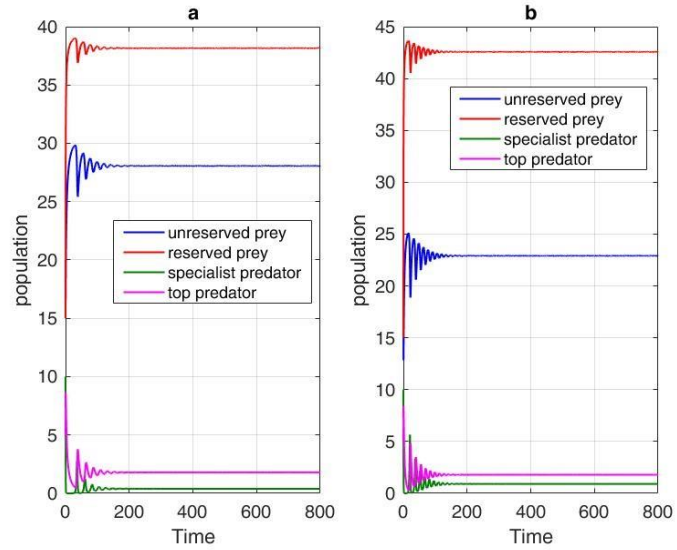 a
40
35
30
25
20
15
10
5
0
population
unreserved prey
reserved prey
specialist predator
top predator
0 200 400 600 800
Time
b
45
40
35
30
25
20
15
10
5
0
population
unreserved prey
reserved prey
specialist predator
top predator
0 200 400 600 800
Time